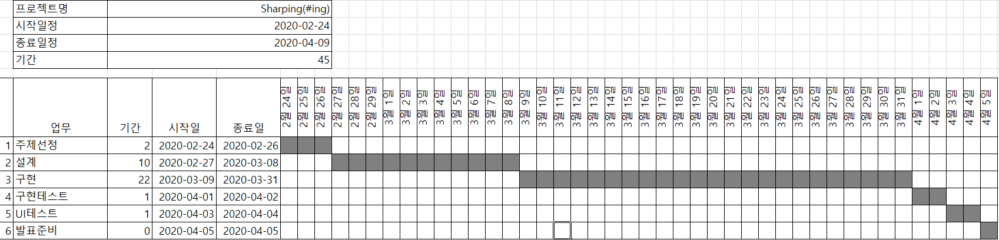 프로젝트명 Sharping(#ing)
시작일정 2020-02-24
종료일정 2020-04-09
기간 45
업무 기간 시작일 종료일 2월 24일 2월 25일 2월 26일 2월 27일 2월 28일 2월 29일 3월 1일 3월 2일 3월 3일 3월 4일 3월 5일 3월 6일 3월 7일 3월 8일 3월 9일 3월 10일 3월 11일 3월 12일 3월 13일 3월 14일 3월 15일 3월 16일 3월 17일 3월 18일 3월 19일 3월 20일 3월 21일 3월 22일 3월 23일 3월 24일 3월 25일 3월 26일 3월 27일 3월 28일 3월 29일 3월 30일 3월 31일 4월 1일 4월 2일 4월 3일 4월 4일 4월 5일
1 주제선정 2 2020-02-24 2020-02-26
2 설계 10 2020-02-27 2020-03-08
3 구현 22 2020-03-09 2020-03-31
4 구현테스트 1 2020-04-01 2020-04-02
5 UI테스트 1 2020-04-03 2020-04-04
6 발표준비 0 2020-04-05 2020-04-05